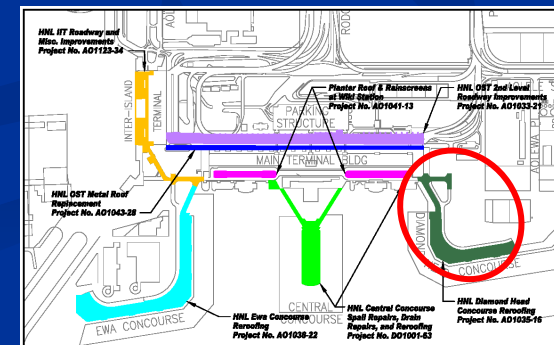 HNL IIT Roadway and
Misc. Improvements
Project No. AO1123-34
INTER-ISLAND
TERMINAL
PARKING
STRUCTURE
Planter Roof & Rainscreens
at Wiki Station
Project No. AO1041-13
HNL OST 2nd Level
Roadway Improvements
Project No. AO1033-21
MAIN TERMINAL BLDG
HNL OST Metal Roof
Replacement
Project No. AO1043-28
EWA CONCOURSE
HNL Ewa Concourse
Reroofing
Project No. AO1038-22
CENTRAL
CONCOURSE
HNL Central Concourse
Spall Repairs, Drain
Repairs, and Reroofing
Project No. DO1001-53
CONCOURSE
HNL Diamond Head
Concourse Reroofing
Project No. AO1035-16